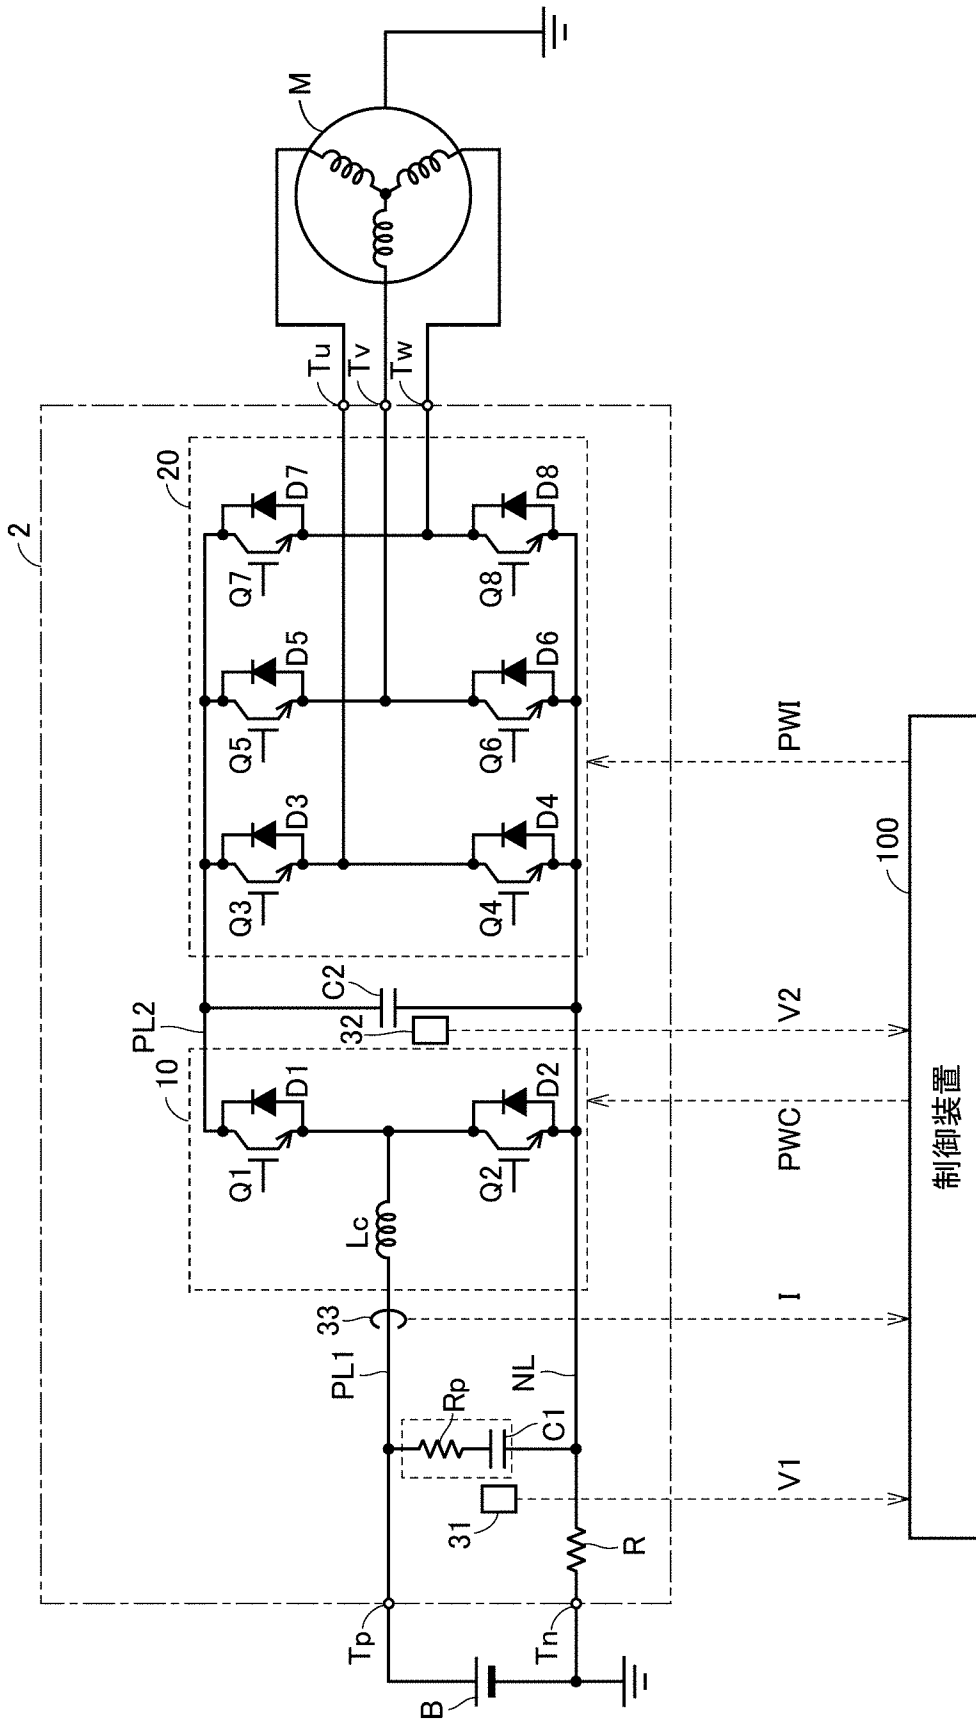 2
B
Tp
Tn
R
31
Rp
C1
PL1
NL
33
10
Lc
Q1
D1
Q2
D2
PL2
32
C2
20
Q3
D3
Q4
D4
Q5
D5
Q6
D6
Q7
D7
Q8
D8
Tu
Tv
Tw
M
V1
I
PWC
V2
PWI
100
制御装置